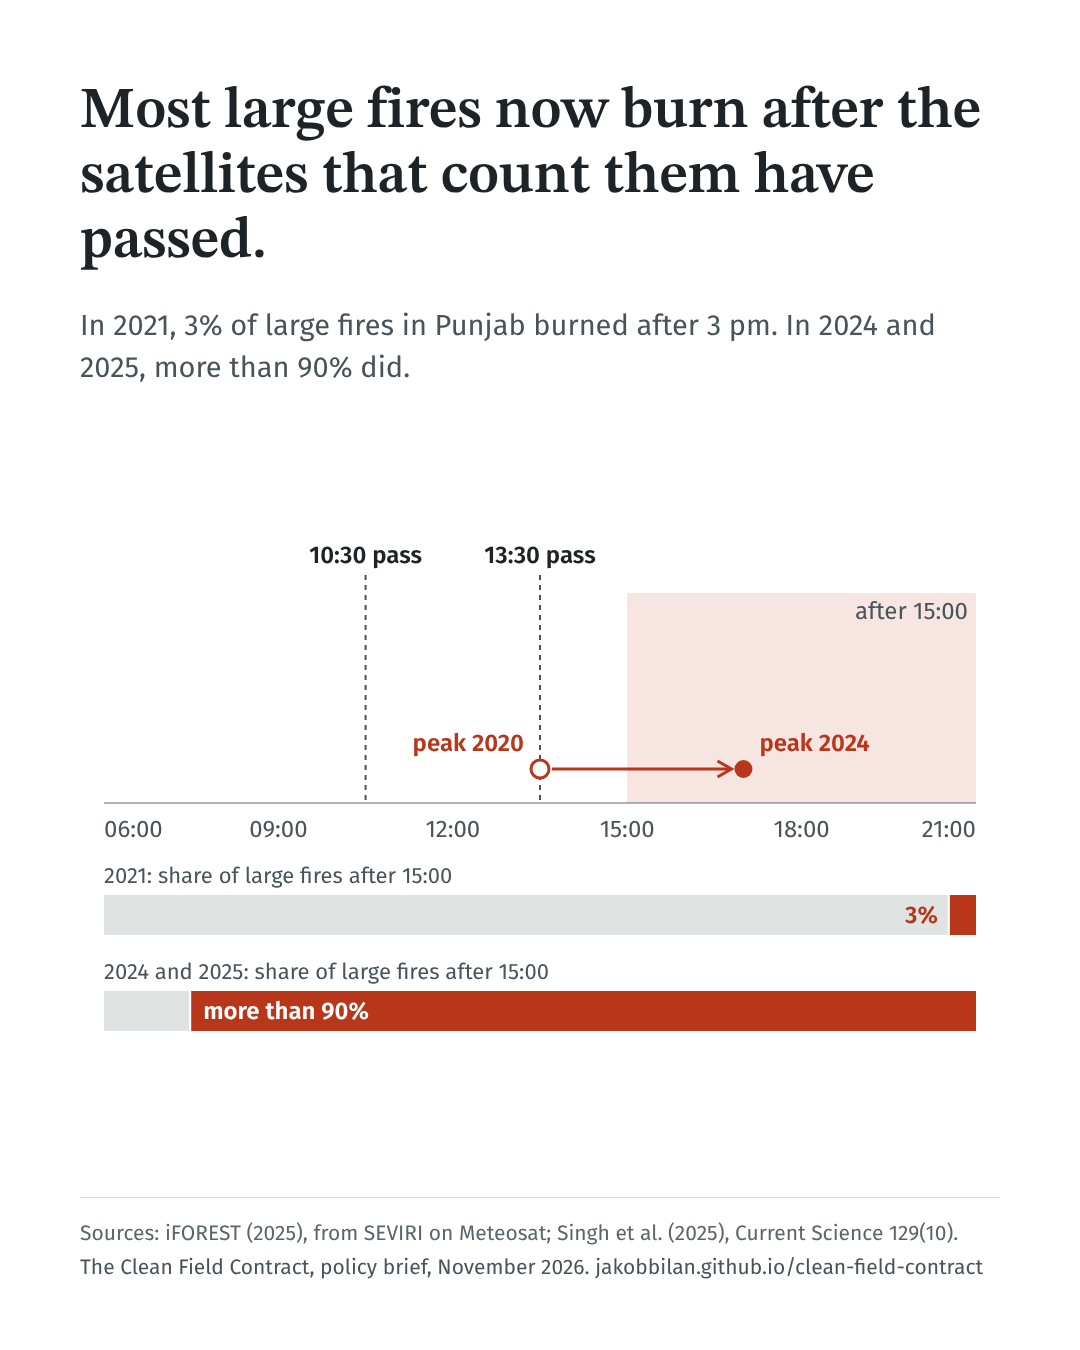 Most large fires now burn after the
satellites that count them have
passed.
In 2021, 3% of large fires in Punjab burned after 3 pm. In 2024 and
2025, more than 90% did.
10:30 pass 13:30 pass
after 15:00
peak 2020 peak 2024
06:00 09:00 12:00 15:00 18:00 21:00
2021: share of large fires after 15:00
3%
2024 and 2025: share of large fires after 15:00
more than 90%
Sources: iFOREST (2025), from SEVIRI on Meteosat; Singh et al. (2025), Current Science 129(10).
The Clean Field Contract, policy brief, November 2026. jakobbilan.github.io/clean-field-contract